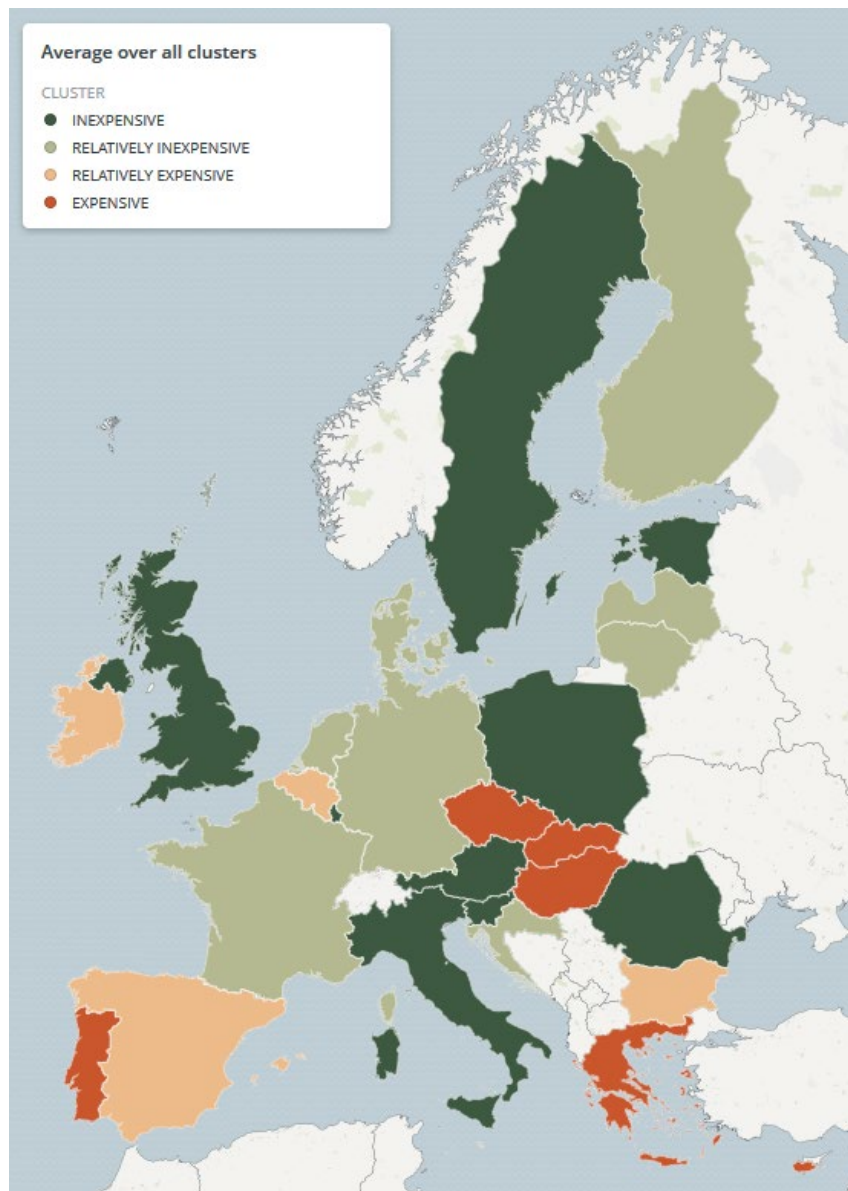 Average over all clusters
CLUSTER
INEXPENSIVE
RELATIVELY INEXPENSIVE
RELATIVELY EXPENSIVE
EXPENSIVE